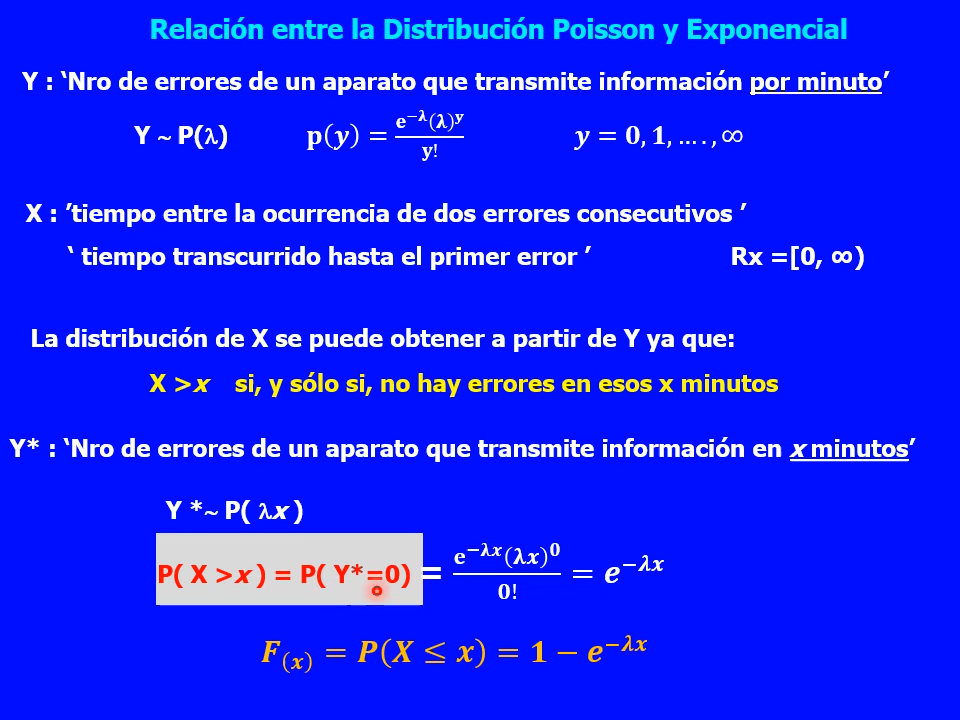 Relación entre la Distribución Poisson y Exponencial
Y : ‘Nro de errores de un aparato que transmite información por minuto’
Y ~ P(λ) p(y) = e^{−λ}(λ)^y / y! y = 0, 1, … . , ∞
X : ’tiempo entre la ocurrencia de dos errores consecutivos ’
‘ tiempo transcurrido hasta el primer error ’ Rx =[0, ∞)
La distribución de X se puede obtener a partir de Y ya que:
X >x si, y sólo si, no hay errores en esos x minutos
Y* : ‘Nro de errores de un aparato que transmite información en x minutos’
Y *~ P( λx )
P( X >x ) = P( Y*=0) = e^{−λx}(λx)^0 / 0! = e^{−λx}
F_(x) = P(X ≤ x) = 1 − e^{−λx}